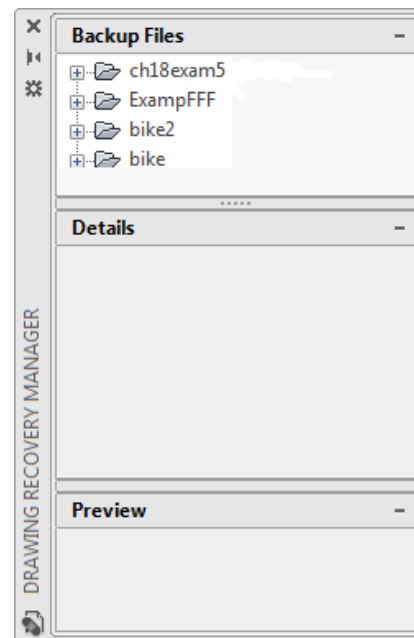 Backup Files
ch18exam5
ExampFFF
bike2
bike
Details
Preview
DRAWING RECOVERY MANAGER